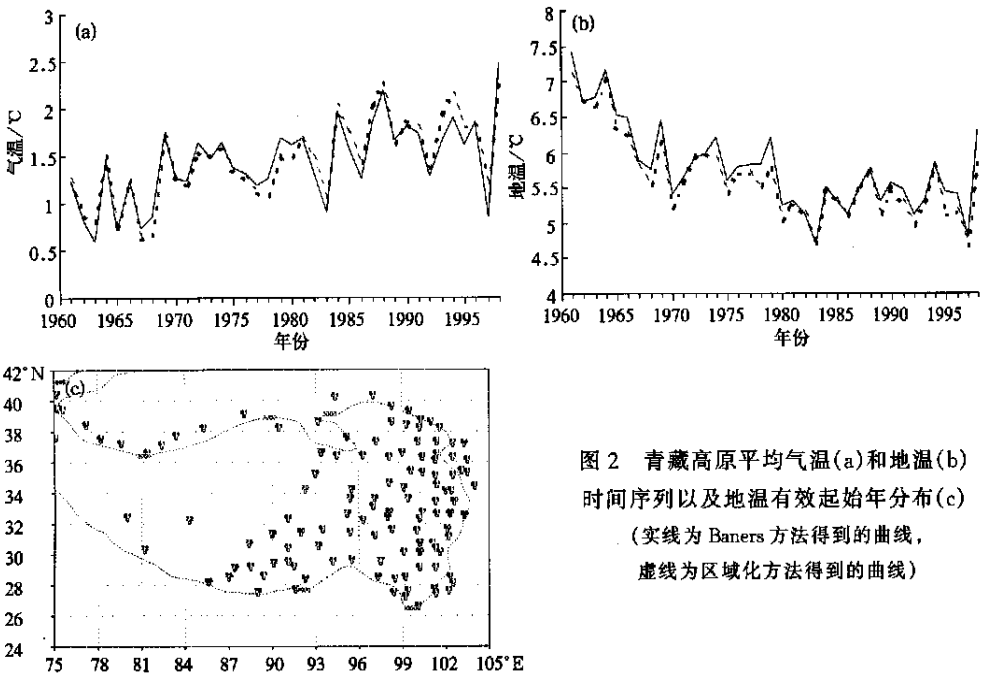 (a)
3
2.5
2
1.5
1
0.5
0
气温/℃
1960 1965 1970 1975 1980 1985 1990 1995
年份
(b)
8
7.5
7
6.5
6
5.5
5
4.5
4
地温/℃
1960 1965 1970 1975 1980 1985 1990 1995
年份
(c)
42°N
40
38
36
34
32
30
28
26
24
75 78 81 84 87 90 93 96 99 102 105°E
图 2 青藏高原平均气温(a)和地温(b)
时间序列以及地温有效起始年分布(c)
(实线为 Baners 方法得到的曲线,
虚线为区域化方法得到的曲线)